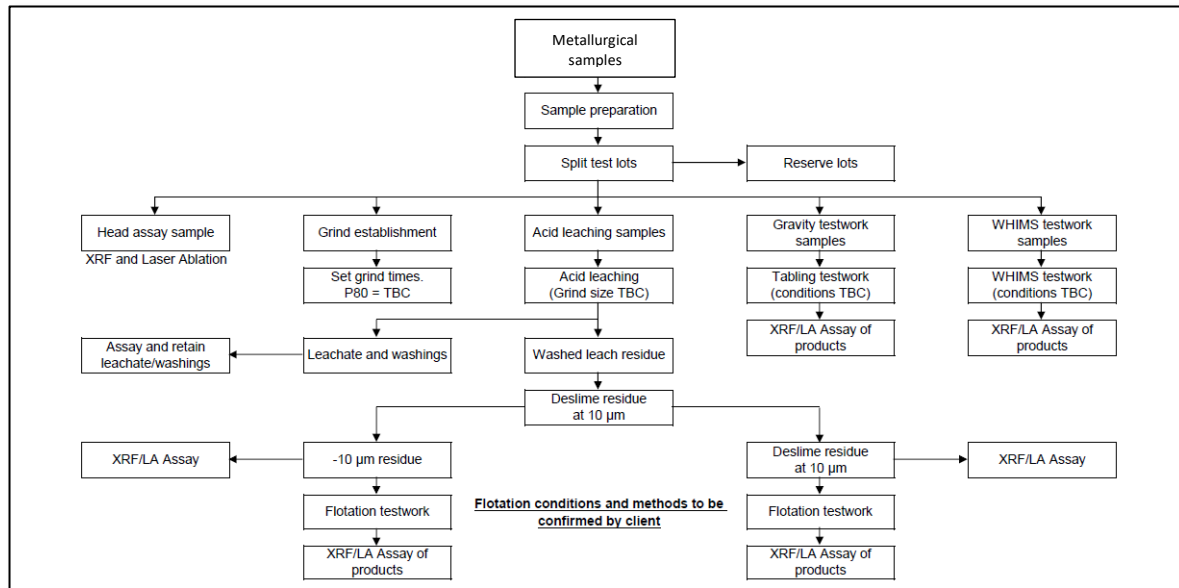 Metallurgical
samples
Sample preparation
Split test lots
Reserve lots
Head assay sample
XRF and Laser Ablation
Grind establishment
Acid leaching samples
Gravity testwork
samples
WHIMS testwork
samples
Set grind times.
P80 = TBC
Acid leaching
(Grind size TBC)
Tabling testwork
(conditions TBC)
WHIMS testwork
(conditions TBC)
XRF/LA Assay of
products
XRF/LA Assay of
products
Assay and retain
leachate/washings
Leachate and washings
Washed leach residue
Deslime residue
at 10 µm
XRF/LA Assay
-10 µm residue
Deslime residue
at 10 µm
XRF/LA Assay
Flotation testwork
Flotation conditions and methods to be
confirmed by client
Flotation testwork
XRF/LA Assay of
products
XRF/LA Assay of
products